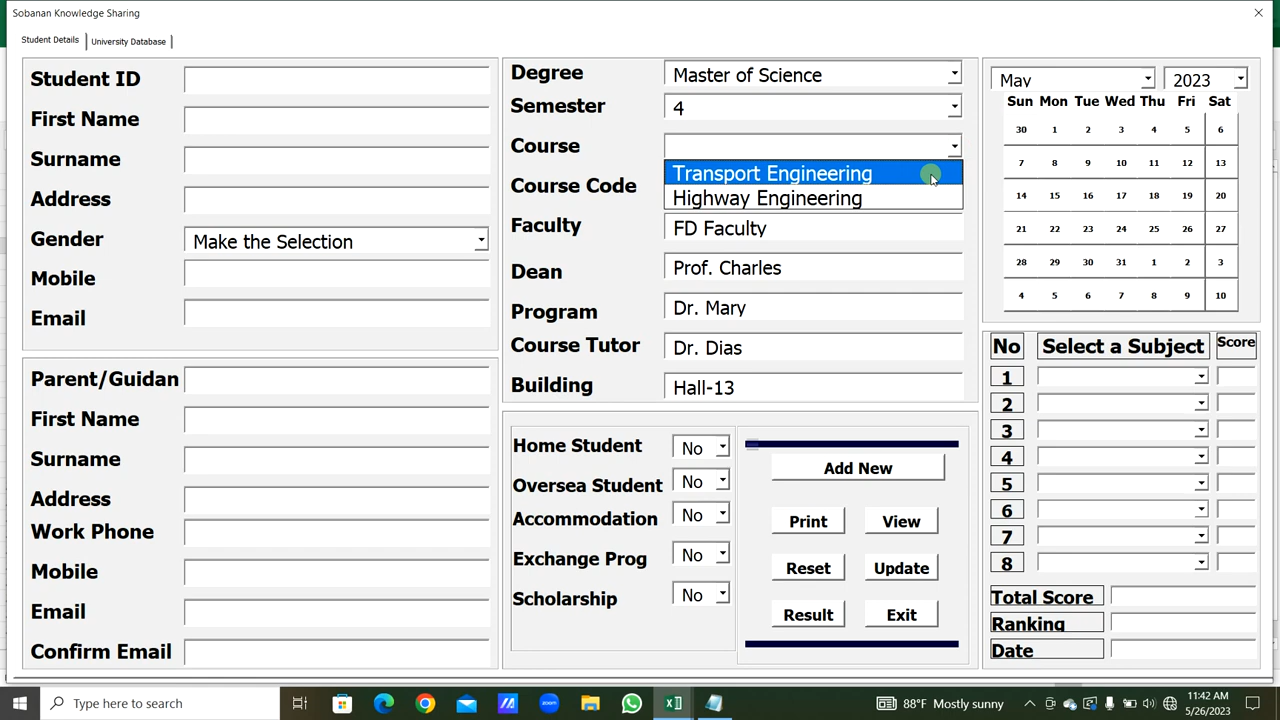 Sobanan Knowledge Sharing
Student Details
University Database
Student ID
First Name
Surname
Address
Gender
Make the Selection
Mobile
Email
Parent/Guidan
First Name
Surname
Address
Work Phone
Mobile
Email
Confirm Email
Degree
Master of Science
Semester
4
Course
Transport Engineering
Highway Engineering
Course Code
Faculty
FD Faculty
Dean
Prof. Charles
Program
Dr. Mary
Course Tutor
Dr. Dias
Building
Hall-13
Home Student
No
Oversea Student
No
Accommodation
No
Exchange Prog
No
Scholarship
No
Add New
Print View
Reset Update
Result Exit
May 2023
Sun Mon Tue Wed Thu Fri Sat
30 1 2 3 4 5 6
7 8 9 10 11 12 13
14 15 16 17 18 19 20
21 22 23 24 25 26 27
28 29 30 31 1 2 3
4 5 6 7 8 9 10
No Select a Subject Score
1
2
3
4
5
6
7
8
Total Score
Ranking
Date
Type here to search
88°F Mostly sunny
11:42 AM
5/26/2023